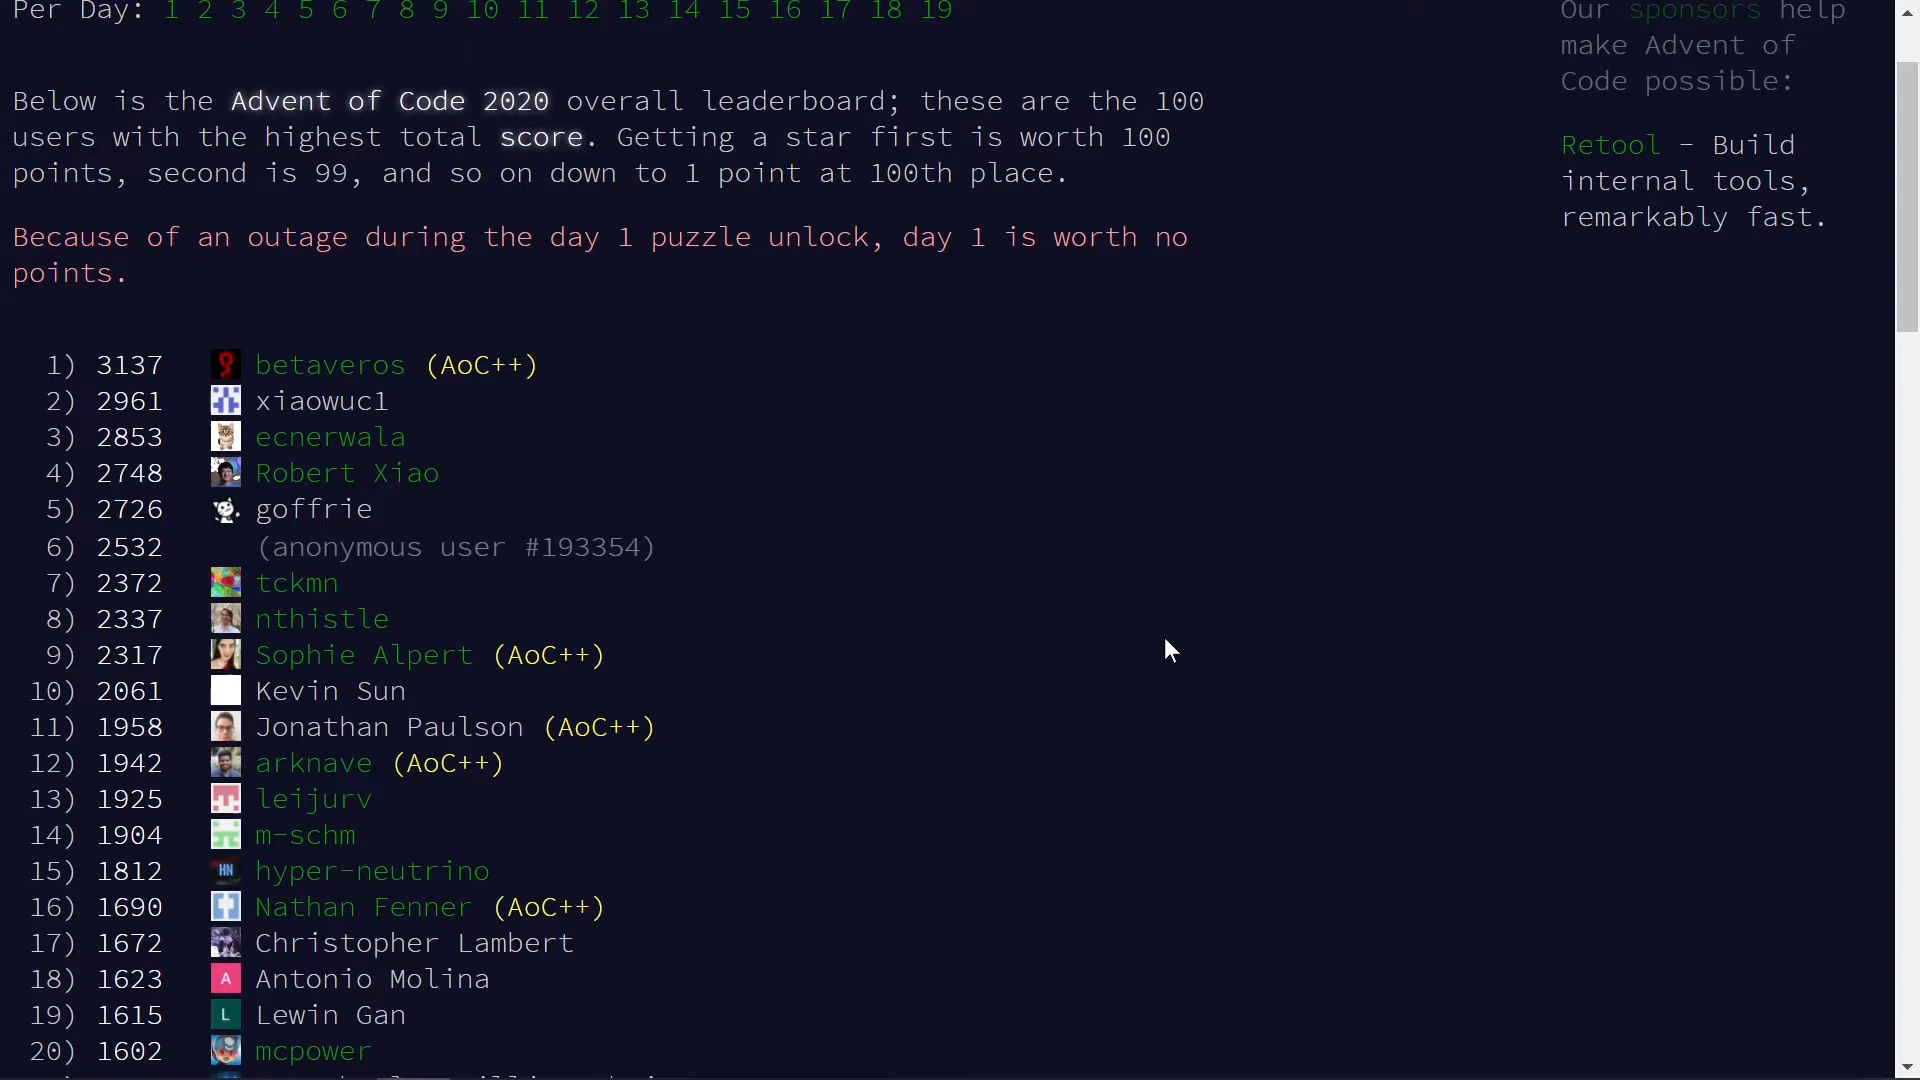 Per Day: 1 2 3 4 5 6 7 8 9 10 11 12 13 14 15 16 17 18 19
Below is the Advent of Code 2020 overall leaderboard; these are the 100
users with the highest total score. Getting a star first is worth 100
points, second is 99, and so on down to 1 point at 100th place.
Because of an outage during the day 1 puzzle unlock, day 1 is worth no
points.
1) 3137 betaveros (AoC++)
2) 2961 xiaowuc1
3) 2853 ecnerwala
4) 2748 Robert Xiao
5) 2726 goffrie
6) 2532 (anonymous user #193354)
7) 2372 tckmn
8) 2337 nthistle
9) 2317 Sophie Alpert (AoC++)
10) 2061 Kevin Sun
11) 1958 Jonathan Paulson (AoC++)
12) 1942 arknave (AoC++)
13) 1925 leijurv
14) 1904 m-schm
15) 1812 HN hyper-neutrino
16) 1690 Nathan Fenner (AoC++)
17) 1672 Christopher Lambert
18) 1623 A Antonio Molina
19) 1615 L Lewin Gan
20) 1602 mcpower
Our sponsors help
make Advent of
Code possible:
Retool - Build
internal tools,
remarkably fast.